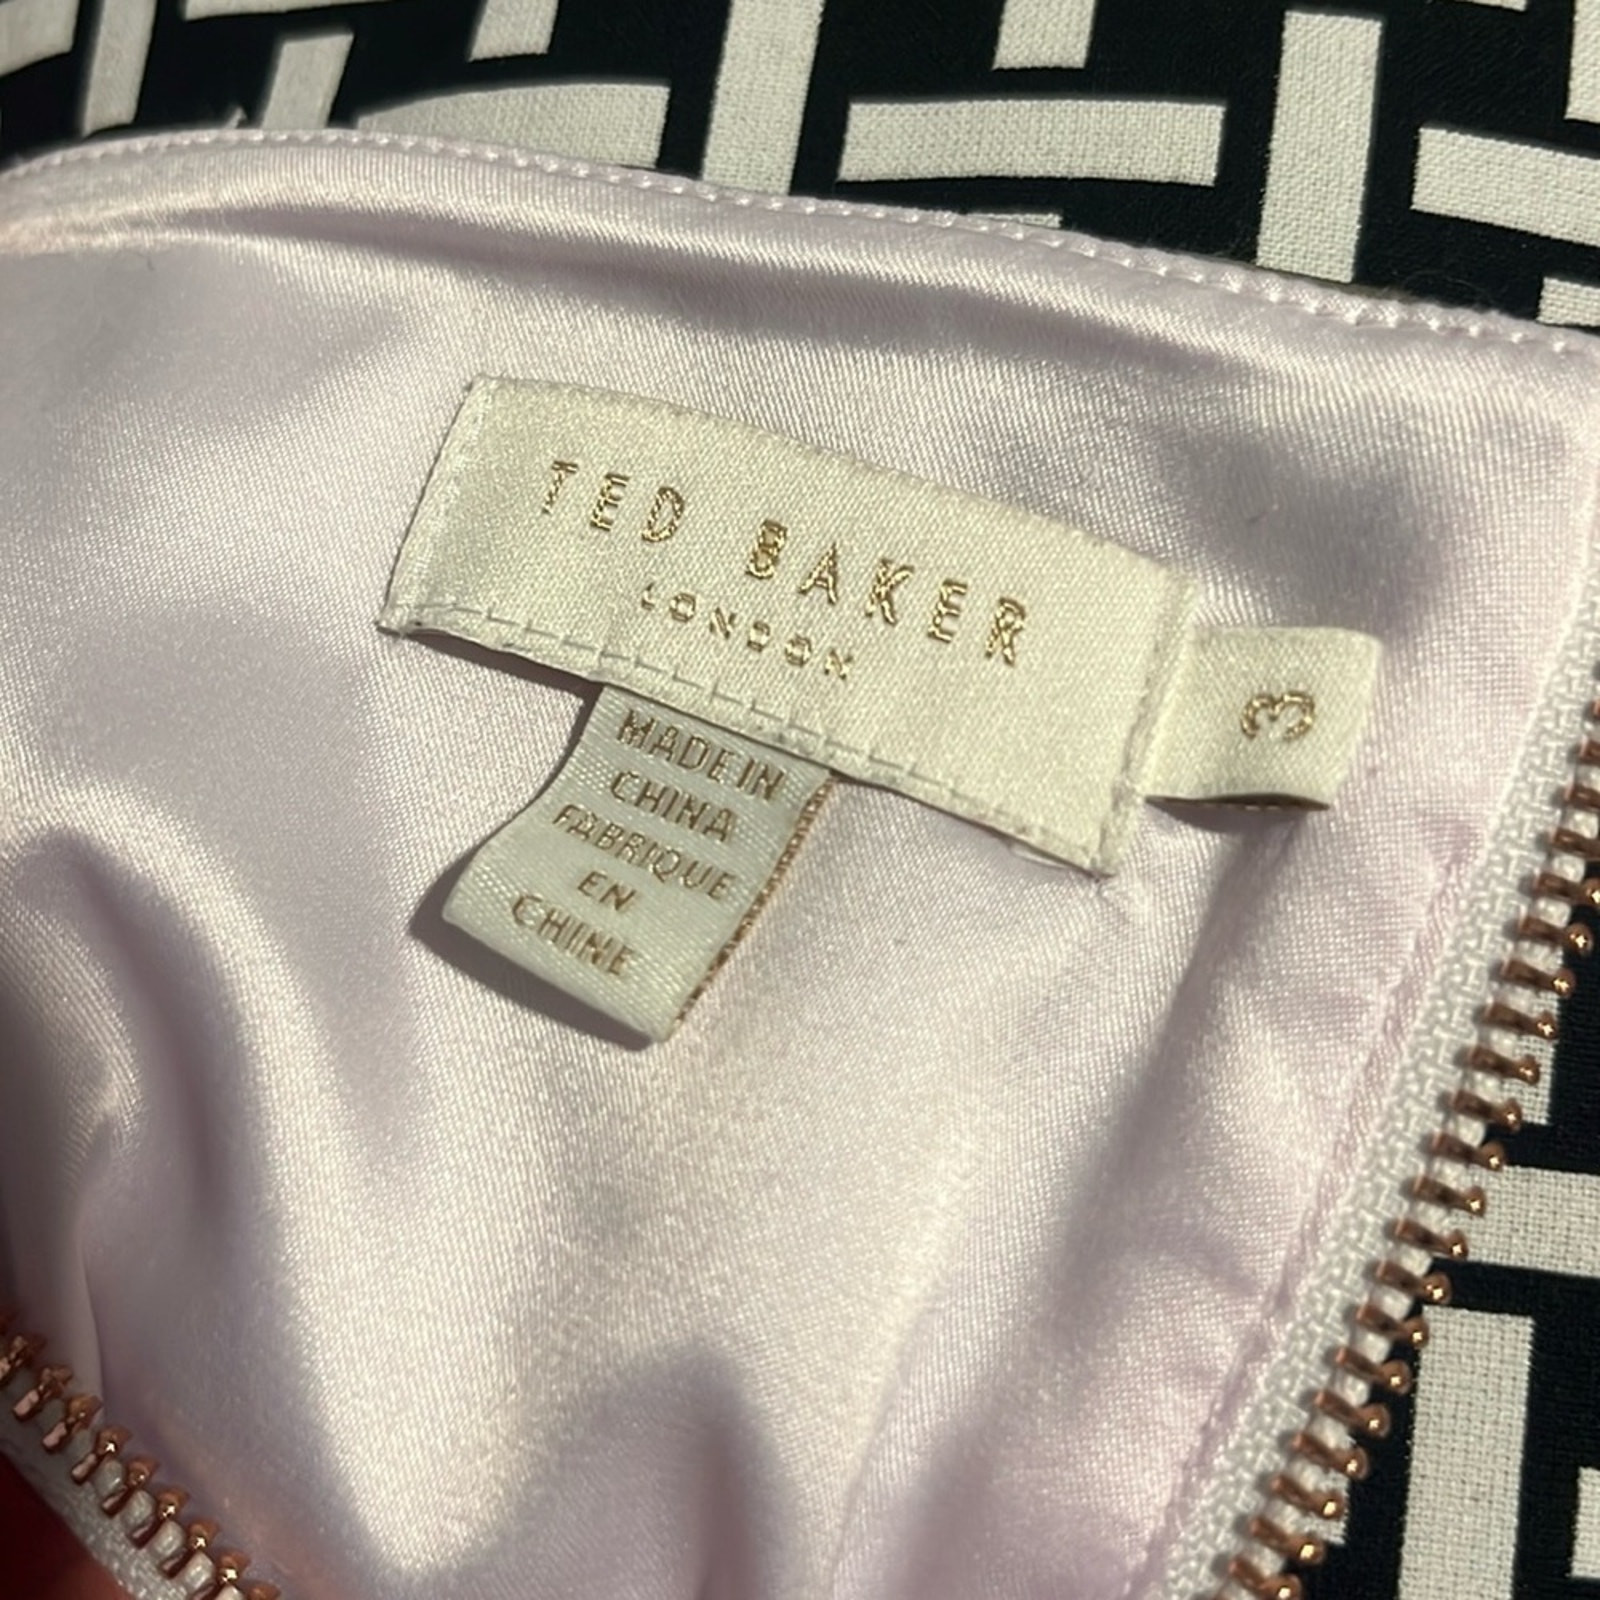 TED BAKER
LONDON
3
MADE IN
CHINA
FABRIQUE
EN
CHINE